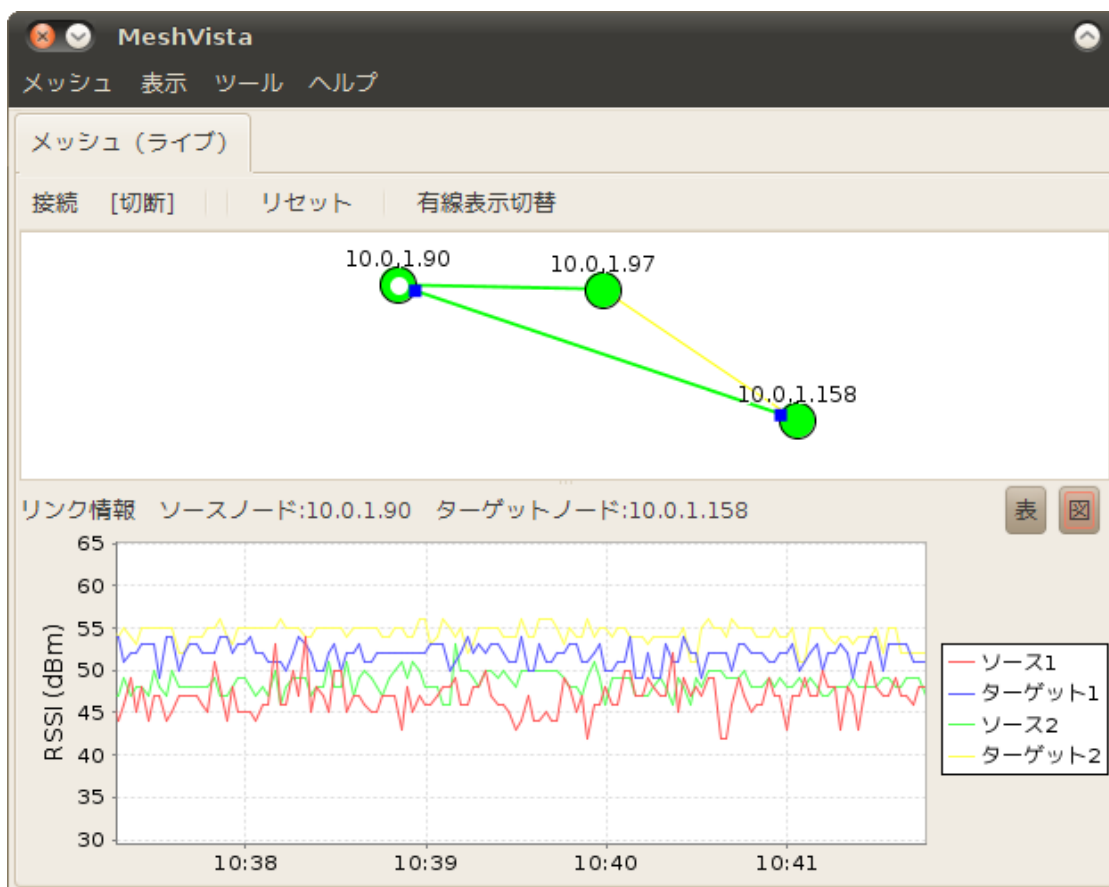 MeshVista
メッシュ 表示 ツール ヘルプ
メッシュ（ライブ）
接続 [切断] リセット 有線表示切替
10.0.1.90
10.0.1.97
10.0.1.158
リンク情報 ソースノード:10.0.1.90 ターゲットノード:10.0.1.158 表 図
65
60
55
50
45
40
35
30
RSSI (dBm)
10:38 10:39 10:40 10:41
ソース1
ターゲット1
ソース2
ターゲット2